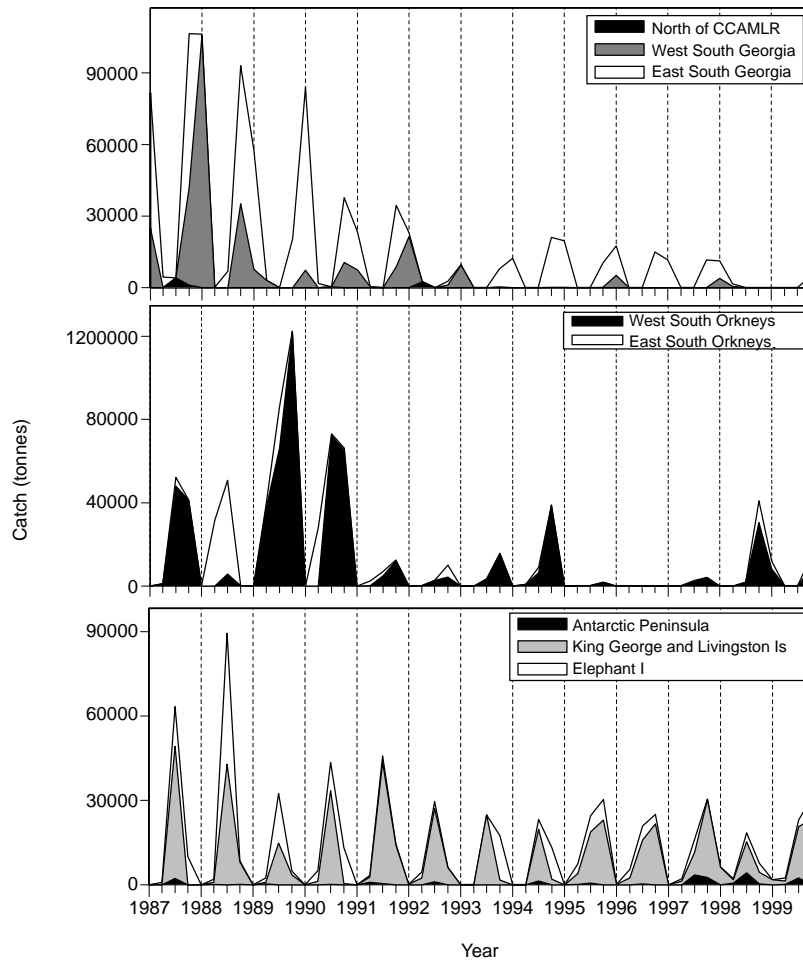 North of CCAMLR
West South Georgia
East South Georgia
90000
60000
30000
0
West South Orkneys
East South Orkneys
1200000
80000
40000
0
Catch (tonnes)
Antarctic Peninsula
King George and Livingston Is
Elephant I
90000
60000
30000
0
1987 1988 1989 1990 1991 1992 1993 1994 1995 1996 1997 1998 1999
Year